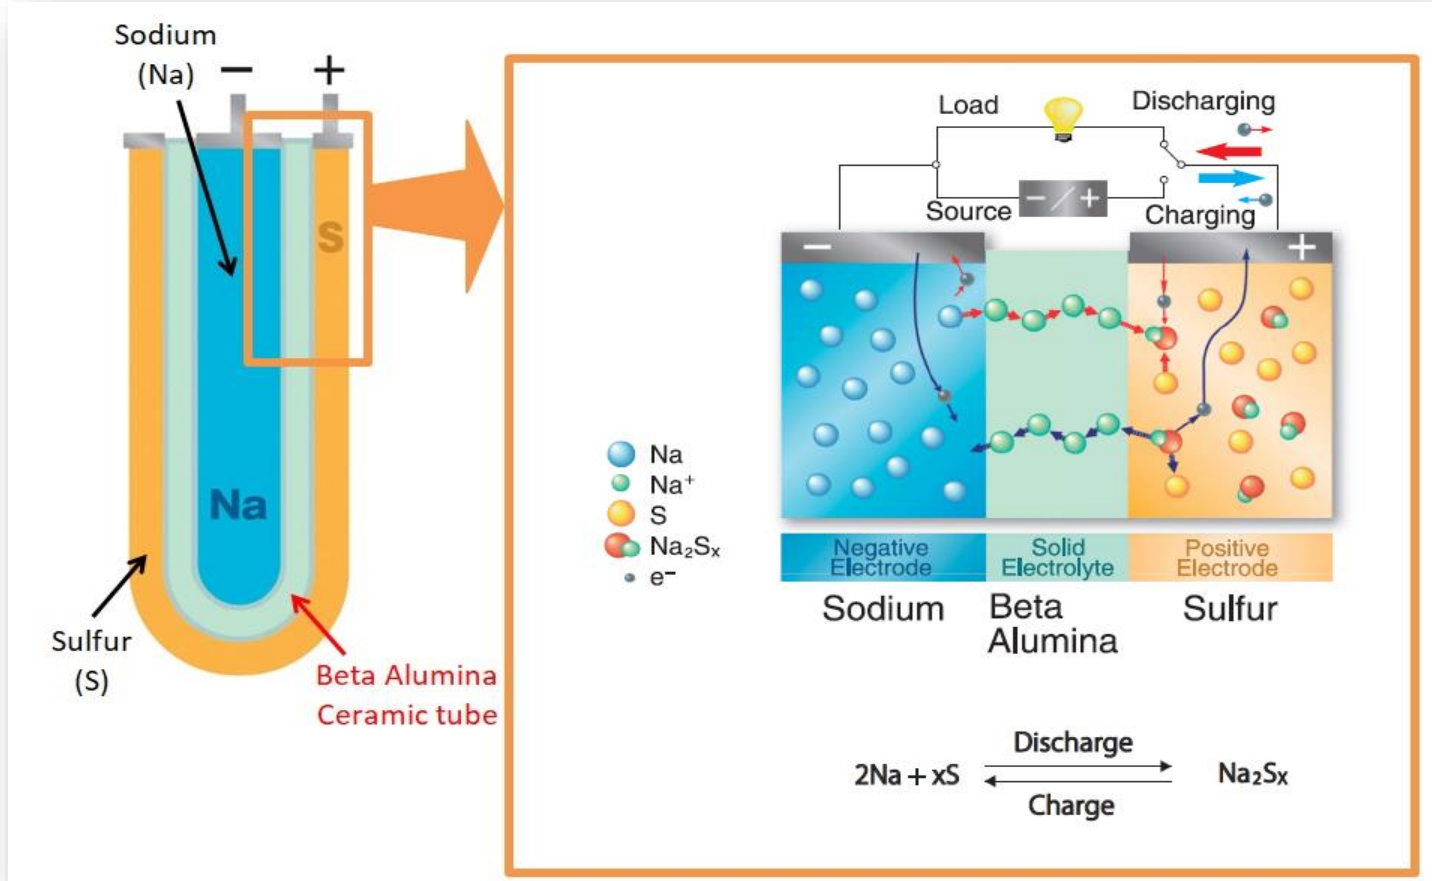 Sodium
(Na)
− +
S
Na
Sulfur
(S)
Beta Alumina
Ceramic tube
Load
Discharging
Source
− / +
Charging
−
+
Na
Na⁺
S
Na₂Sₓ
e⁻
Negative
Electrode
Solid
Electrolyte
Positive
Electrode
Sodium
Beta
Alumina
Sulfur
Discharge
2Na + xS
Na₂Sₓ
Charge